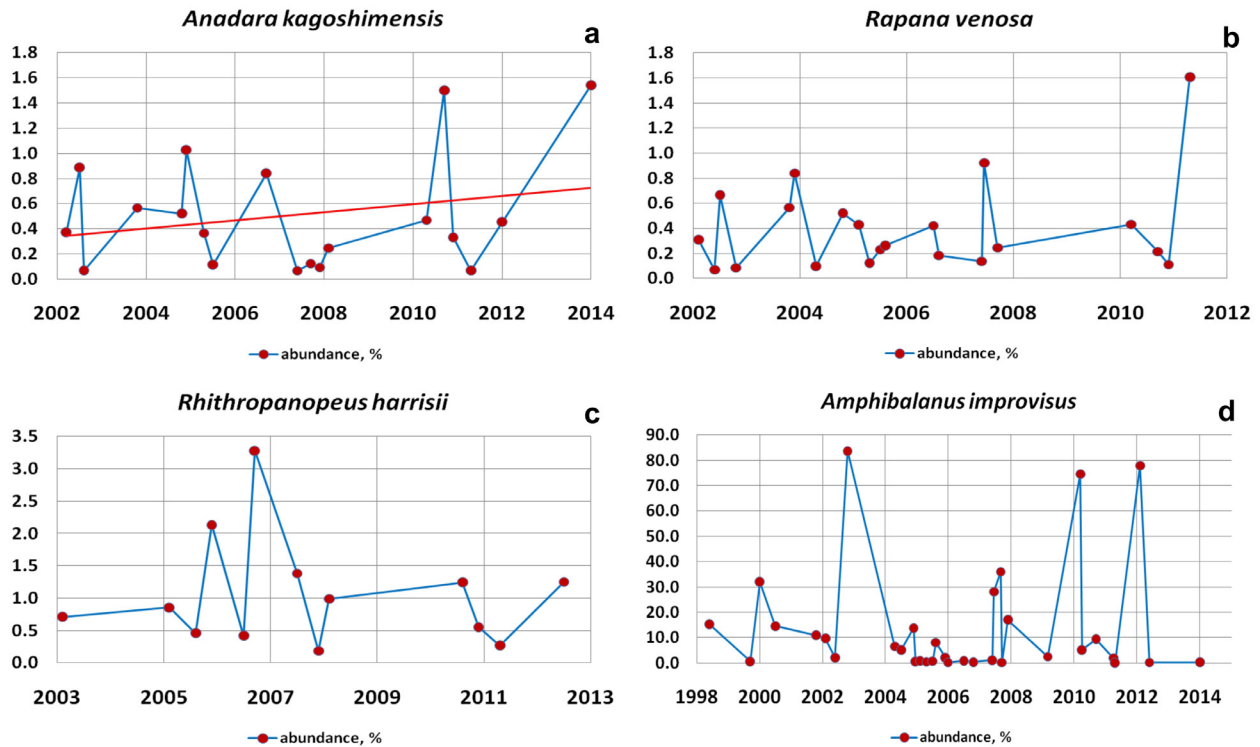 Anadara kagoshimensis
a
1.8
1.6
1.4
1.2
1.0
0.8
0.6
0.4
0.2
0.0
2002 2004 2006 2008 2010 2012 2014
abundance, %
Rapana venosa
b
1.8
1.6
1.4
1.2
1.0
0.8
0.6
0.4
0.2
0.0
2002 2004 2006 2008 2010 2012
abundance, %
Rhithropanopeus harrisii
c
3.5
3.0
2.5
2.0
1.5
1.0
0.5
0.0
2003 2005 2007 2009 2011 2013
abundance, %
Amphibalanus improvisus
d
90.0
80.0
70.0
60.0
50.0
40.0
30.0
20.0
10.0
0.0
1998 2000 2002 2004 2006 2008 2010 2012 2014
abundance, %